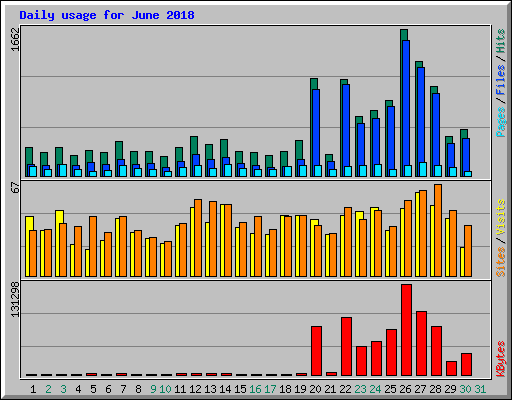 Daily usage for June 2018
1662
Pages / Files / Hits
67
Sites / Visits
131298
KBytes
1 2 3 4 5 6 7 8 9 10 11 12 13 14 15 16 17 18 19 20 21 22 23 24 25 26 27 28 29 30 31